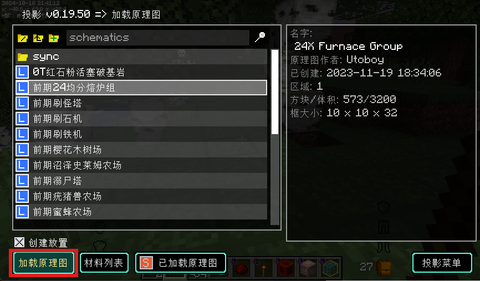 投影 v0.19.50 => 加载原理图
schematics
sync
0T红石粉活塞破基岩
前期24均分熔炉组
前期刷怪塔
前期刷石机
前期刷铁机
前期樱花木树场
前期沼泽史莱姆农场
前期溺尸塔
前期疣猪兽农场
前期蜜蜂农场
创建放置
加载原理图
材料列表
S 已加载原理图
投影菜单
名字:
24X Furnace Group
原理图作者: Utoboy
已创建: 2023-11-19 18:34:06
区域: 1
方块/体积: 573/3200
框大小: 10 x 10 x 32
27